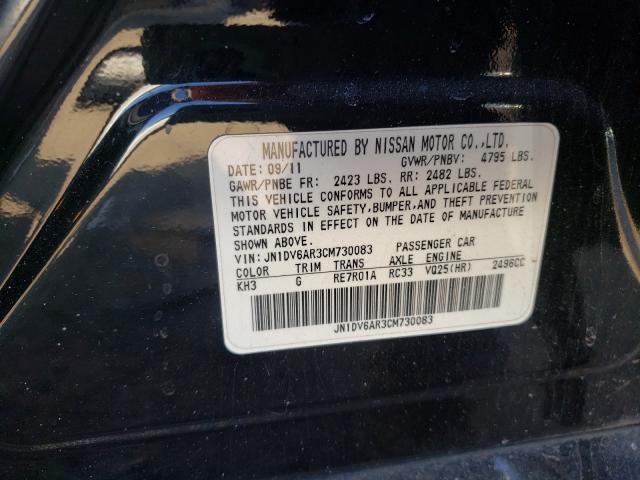 MANUFACTURED BY NISSAN MOTOR CO.,LTD.
DATE: 09/11 GVWR/PNBV: 4795 LBS.
GAWR/PNBE FR: 2423 LBS. RR: 2482 LBS.
THIS VEHICLE CONFORMS TO ALL APPLICABLE FEDERAL
MOTOR VEHICLE SAFETY,BUMPER,AND THEFT PREVENTION
STANDARDS IN EFFECT ON THE DATE OF MANUFACTURE
SHOWN ABOVE.
VIN: JN1DV6AR3CM730083 PASSENGER CAR
COLOR TRIM TRANS AXLE ENGINE
KH3 G RE7R01A RC33 VQ25(HR) 2496CC
JN1DV6AR3CM730083